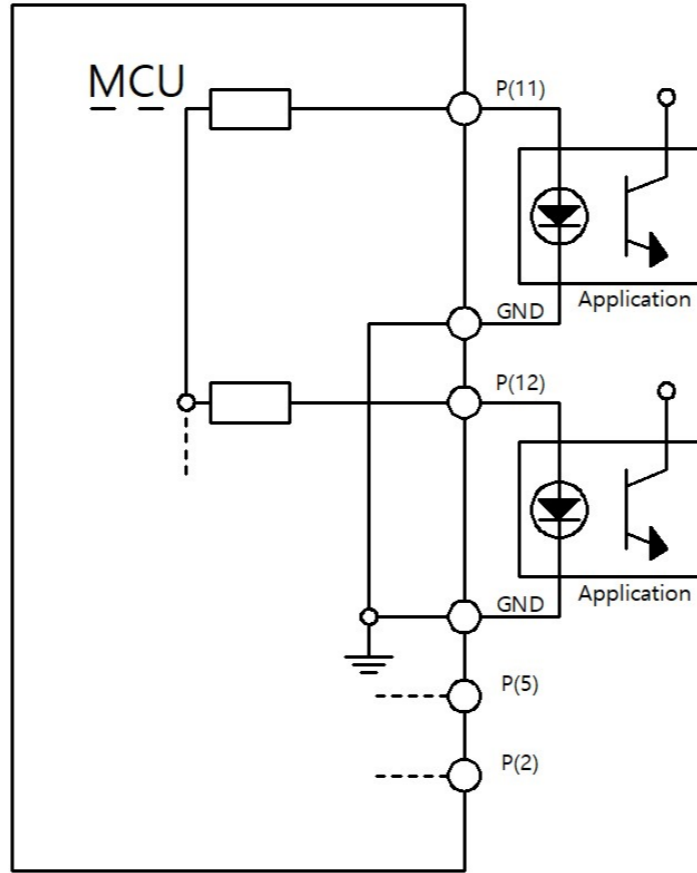 MCU
P(11)
GND
Application
P(12)
GND
Application
P(5)
P(2)